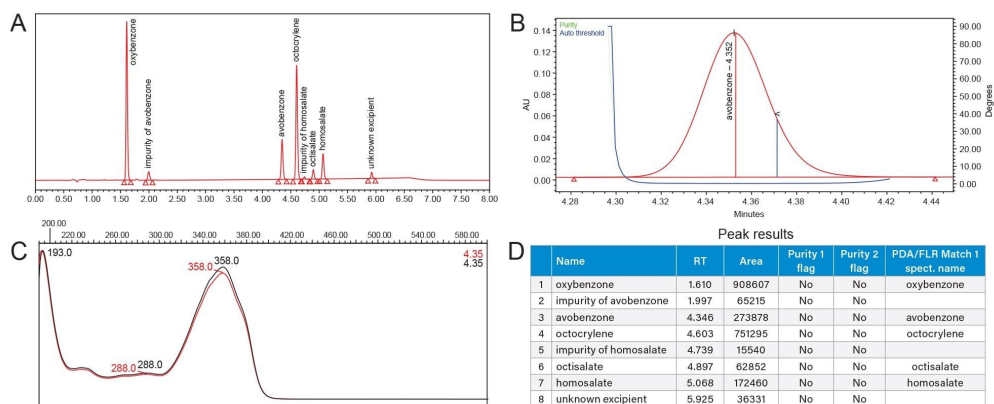 A
oxybenzone
impurity of avobenzone
avobenzone
octocrylene
impurity of homosalate
octisalate
homosalate
unknown excipient
0.00 0.50 1.00 1.50 2.00 2.50 3.00 3.50 4.00 4.50 5.00 5.50 6.00 6.50 7.00 7.50 8.00
B
Purity
Auto threshold
AU
0.14
0.12
0.10
0.08
0.06
0.04
0.02
0.00
avobenzone – 4.352
90.00
80.00
70.00
60.00
50.00
40.00
30.00
20.00
10.00
0.00
Degrees
4.28 4.30 4.32 4.34 4.36 4.38 4.40 4.42 4.44
Minutes
C
200.00
220.00 260.00 300.00 340.00 380.00 420.00 460.00 500.00 540.00 580.00
193.0
358.0
358.0
288.0
288.0
4.35
4.35
D
Peak results
Name RT Area Purity 1 flag Purity 2 flag PDA/FLR Match 1 spect. name
1 oxybenzone 1.610 908607 No No oxybenzone
2 impurity of avobenzone 1.997 65215 No No
3 avobenzone 4.346 273878 No No avobenzone
4 octocrylene 4.603 751295 No No octocrylene
5 impurity of homosalate 4.739 15540 No No
6 octisalate 4.897 62852 No No octisalate
7 homosalate 5.068 172460 No No homosalate
8 unknown excipient 5.925 36331 No No